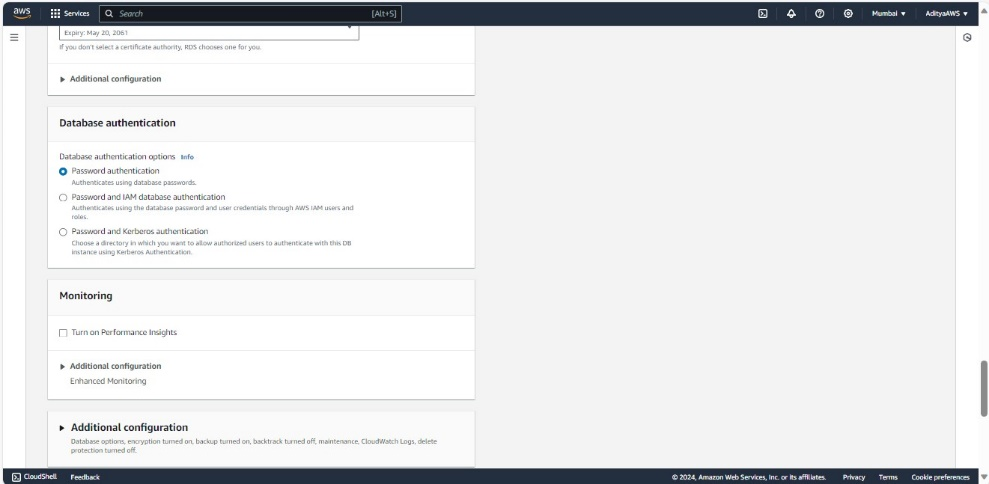 aws Services Search [Alt+S] Mumbai ▼ AdityaAWS ▼
Expiry: May 20, 2061
If you don't select a certificate authority, RDS chooses one for you.
Additional configuration
Database authentication
Database authentication options Info
Password authentication
Authenticates using database passwords.
Password and IAM database authentication
Authenticates using the database password and user credentials through AWS IAM users and
roles.
Password and Kerberos authentication
Choose a directory in which you want to allow authorized users to authenticate with this DB
instance using Kerberos Authentication.
Monitoring
Turn on Performance Insights
Additional configuration
Enhanced Monitoring
Additional configuration
Database options, encryption turned on, backup turned on, backtrack turned off, maintenance, CloudWatch Logs, delete
protection turned off.
CloudShell Feedback © 2024, Amazon Web Services, Inc. or its affiliates. Privacy Terms Cookie preferences